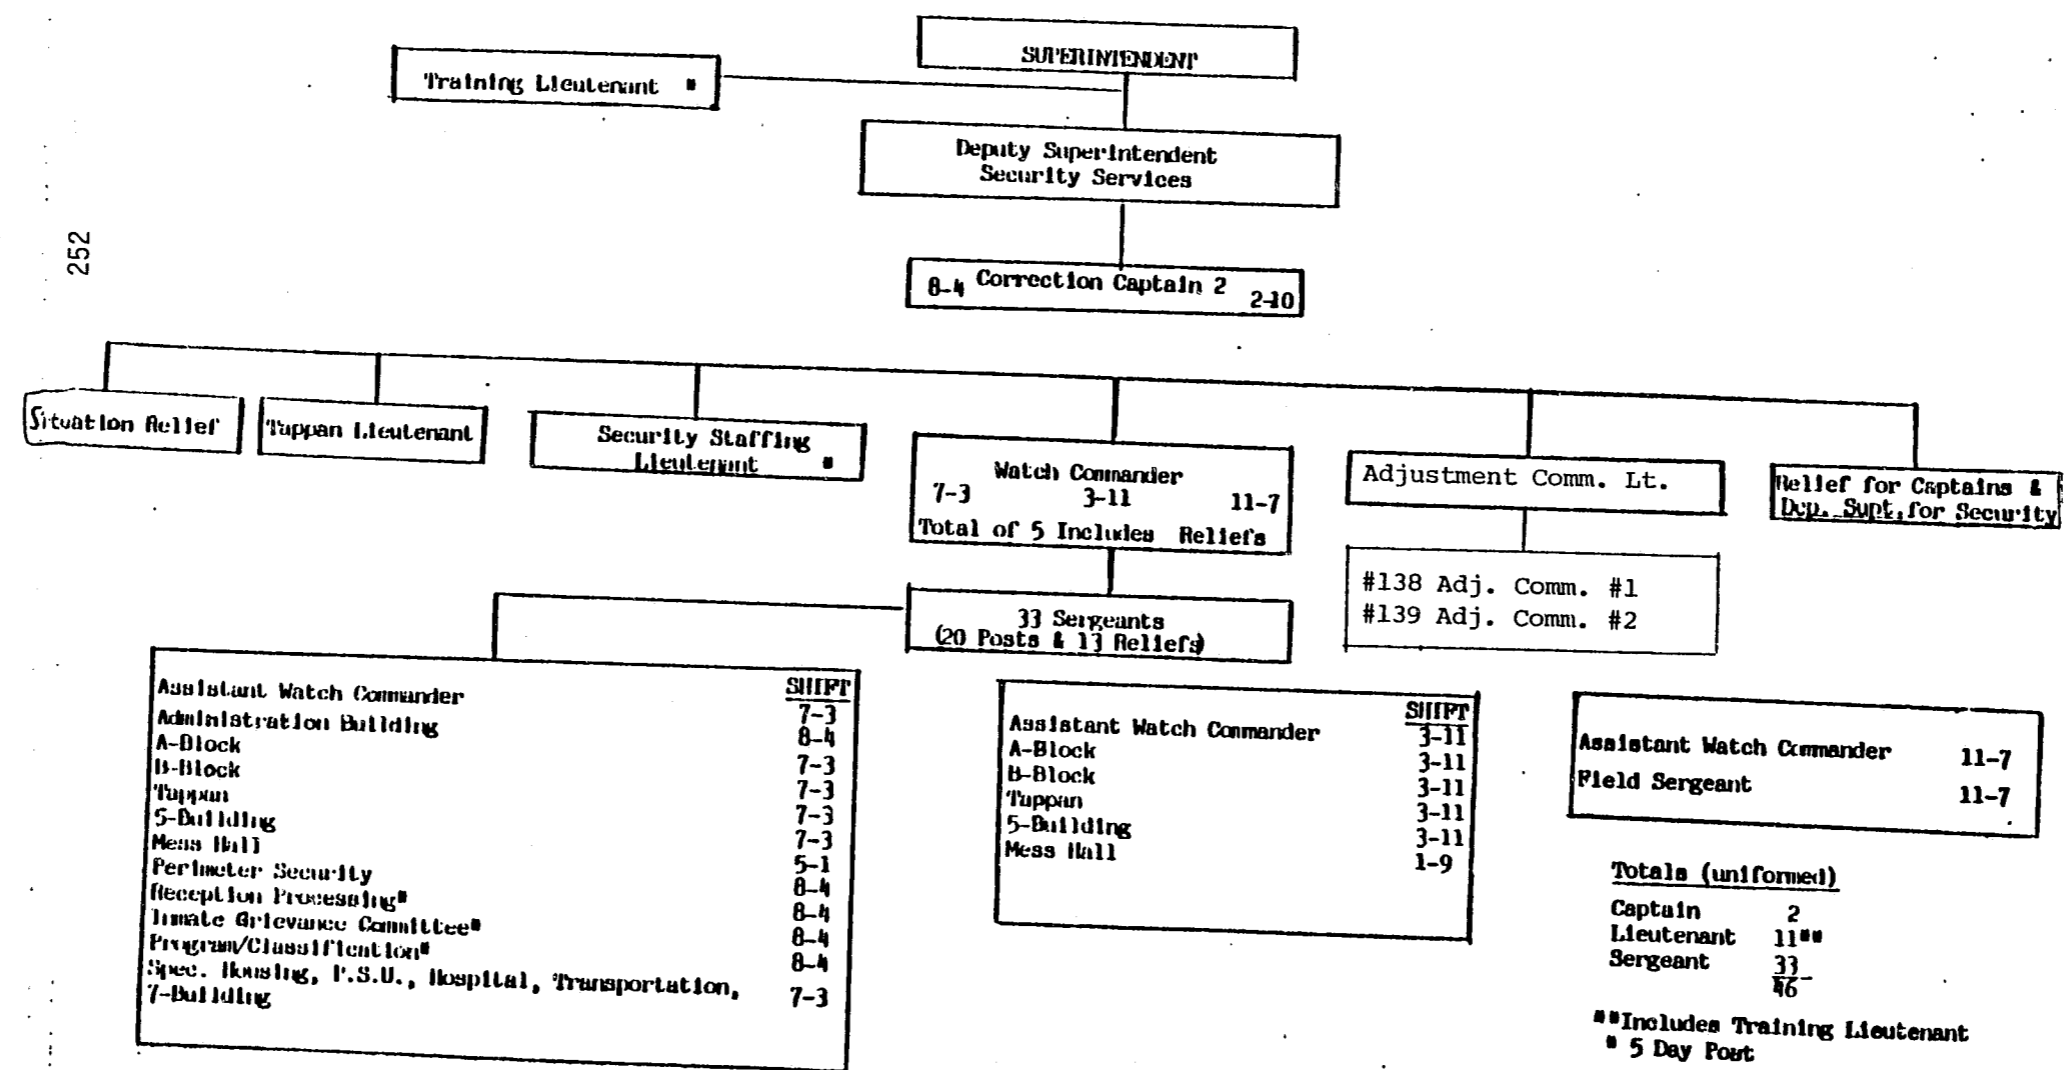 SUPERINTENDENT
Training Lieutenant *
Deputy Superintendent
Security Services
252
8-4 Correction Captain 2 2-10
Situation Relief
Tappan Lieutenant
Security Staffing
Lieutenant *
Watch Commander
7-3 3-11 11-7
Total of 5 Includes Reliefs
Adjustment Comm. Lt.
Relief for Captains &
Dep. Supt. for Security
#138 Adj. Comm. #1
#139 Adj. Comm. #2
33 Sergeants
(20 Posts & 13 Reliefs)
SHIFT
Assistant Watch Commander 7-3
Administration Building 8-4
A-Block 7-3
B-Block 7-3
Tappan 7-3
5-Building 7-3
Mess Hall 5-1
Perimeter Security 8-4
Reception Processing* 8-4
Inmate Grievance Committee* 8-4
Program/Classification* 8-4
Spec. Housing, P.S.U., Hospital, Transportation,
7-Building 7-3
SHIFT
Assistant Watch Commander 3-11
A-Block 3-11
B-Block 3-11
Tappan 3-11
5-Building 3-11
Mess Hall 1-9
Assistant Watch Commander 11-7
Field Sergeant 11-7
Totals (uniformed)
Captain 2
Lieutenant 11**
Sergeant 33
46
**Includes Training Lieutenant
* 5 Day Post